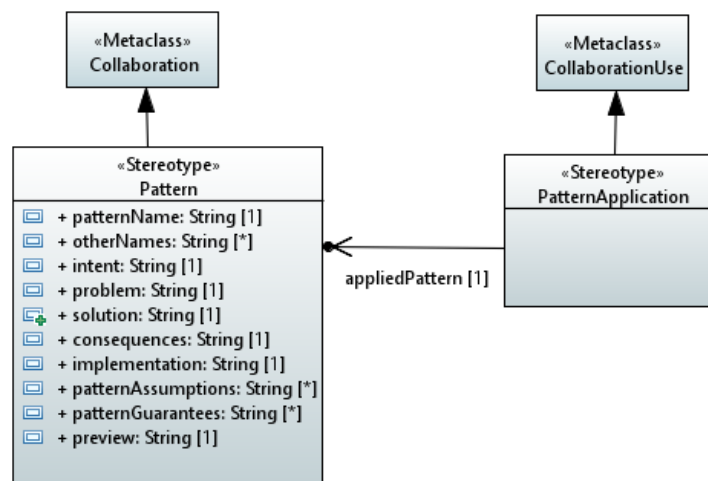 «Metaclass»
Collaboration
«Metaclass»
CollaborationUse
«Stereotype»
Pattern
+ patternName: String [1]
+ otherNames: String [*]
+ intent: String [1]
+ problem: String [1]
+ solution: String [1]
+ consequences: String [1]
+ implementation: String [1]
+ patternAssumptions: String [*]
+ patternGuarantees: String [*]
+ preview: String [1]
appliedPattern [1]
«Stereotype»
PatternApplication